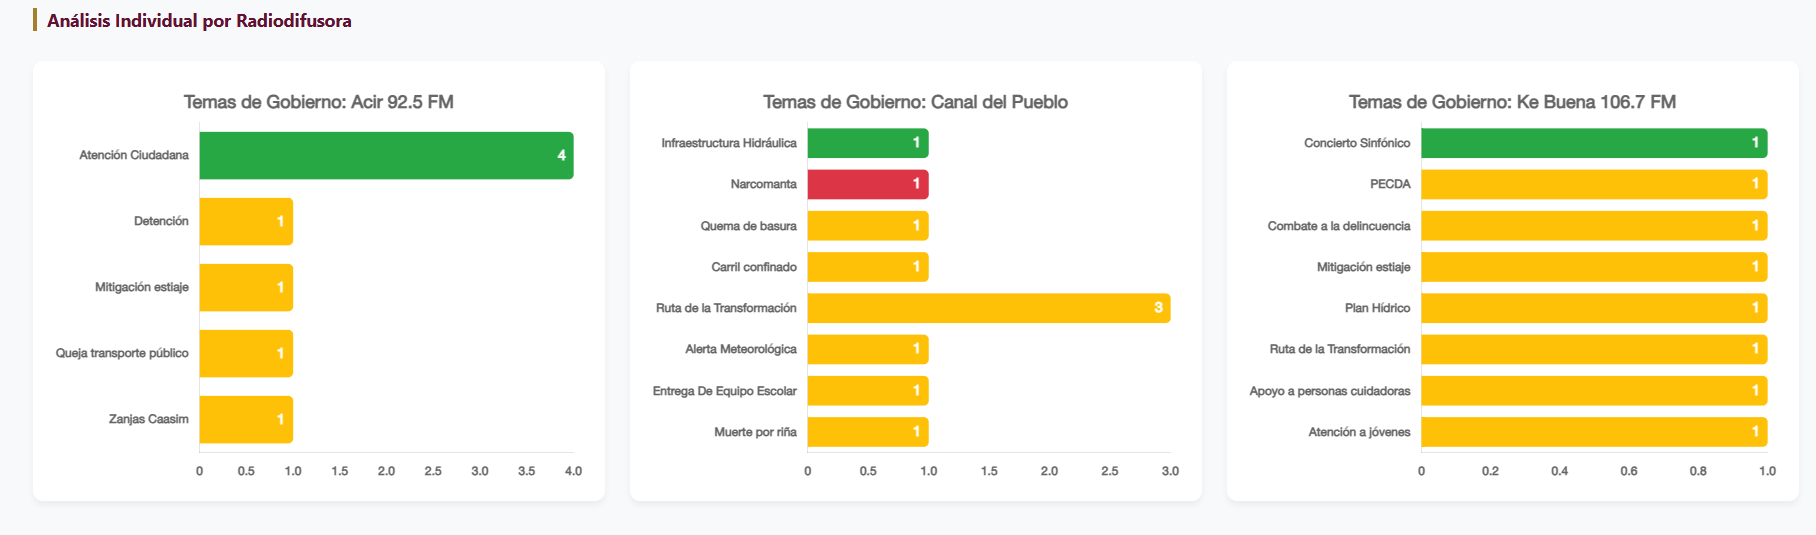 Análisis Individual por Radiodifusora
Temas de Gobierno: Acir 92.5 FM
Atención Ciudadana 4
Detención 1
Mitigación estiaje 1
Queja transporte público 1
Zanjas Caasim 1
0 0.5 1.0 1.5 2.0 2.5 3.0 3.5 4.0
Temas de Gobierno: Canal del Pueblo
Infraestructura Hidráulica 1
Narcomanta 1
Quema de basura 1
Carril confinado 1
Ruta de la Transformación 3
Alerta Meteorológica 1
Entrega De Equipo Escolar 1
Muerte por riña 1
0 0.5 1.0 1.5 2.0 2.5 3.0
Temas de Gobierno: Ke Buena 106.7 FM
Concierto Sinfónico 1
PECDA 1
Combate a la delincuencia 1
Mitigación estiaje 1
Plan Hídrico 1
Ruta de la Transformación 1
Apoyo a personas cuidadoras 1
Atención a jóvenes 1
0 0.2 0.4 0.6 0.8 1.0